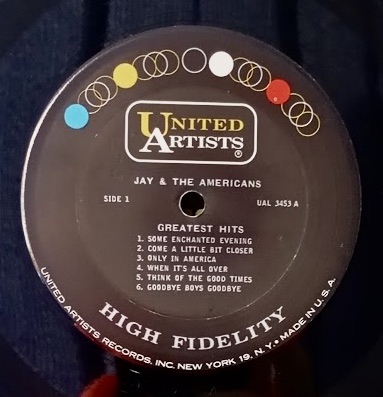 UNITED
ARTISTS®
JAY & THE AMERICANS
SIDE 1
UAL 3453 A
GREATEST HITS
1. SOME ENCHANTED EVENING
2. COME A LITTLE BIT CLOSER
3. ONLY IN AMERICA
4. WHEN IT'S ALL OVER
5. THINK OF THE GOOD TIMES
6. GOODBYE BOYS GOODBYE
HIGH FIDELITY
UNITED ARTISTS RECORDS, INC. NEW YORK 19, N.Y. • MADE IN U.S.A.